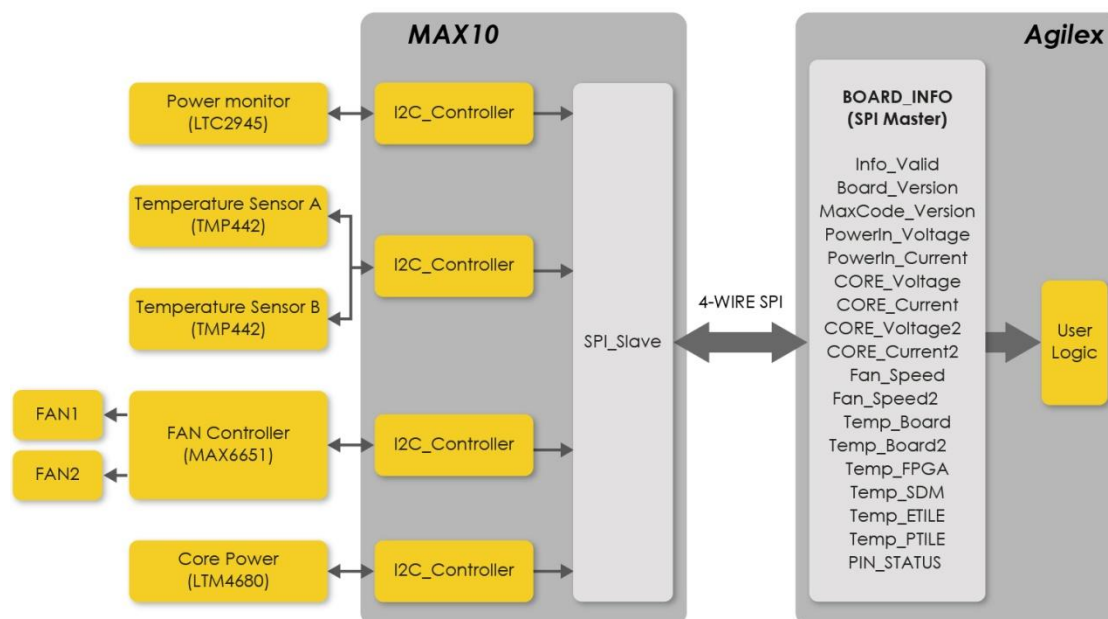 MAX10
Agilex
Power monitor
(LTC2945)
I2C_Controller
Temperature Sensor A
(TMP442)
I2C_Controller
Temperature Sensor B
(TMP442)
FAN1
FAN2
FAN Controller
(MAX6651)
I2C_Controller
Core Power
(LTM4680)
I2C_Controller
SPI_Slave
4-WIRE SPI
BOARD_INFO
(SPI Master)
Info_Valid
Board_Version
MaxCode_Version
PowerIn_Voltage
PowerIn_Current
CORE_Voltage
CORE_Current
CORE_Voltage2
CORE_Current2
Fan_Speed
Fan_Speed2
Temp_Board
Temp_Board2
Temp_FPGA
Temp_SDM
Temp_ETILE
Temp_PTILE
PIN_STATUS
User
Logic